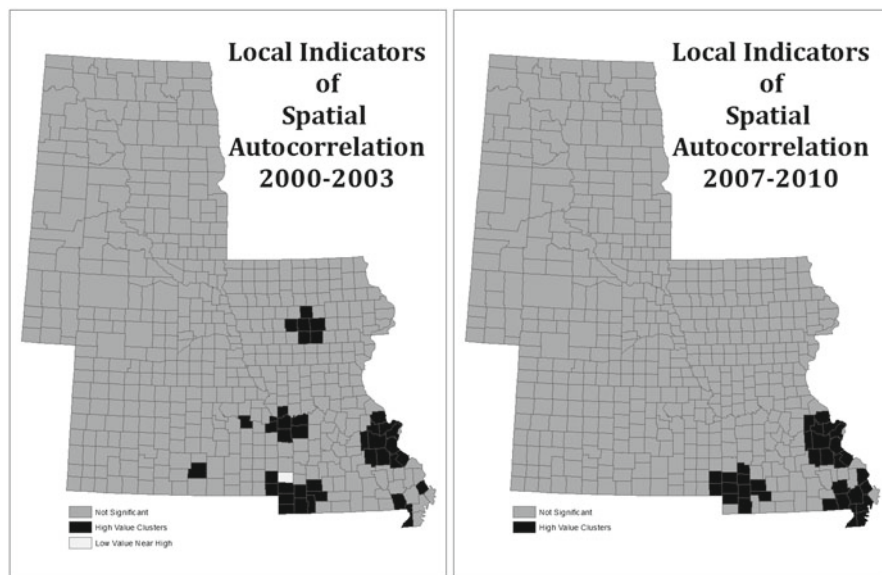 Local Indicators
of
Spatial
Autocorrelation
2000-2003
Not Significant
High Value Clusters
Low Value Near High
Local Indicators
of
Spatial
Autocorrelation
2007-2010
Not Significant
High Value Clusters